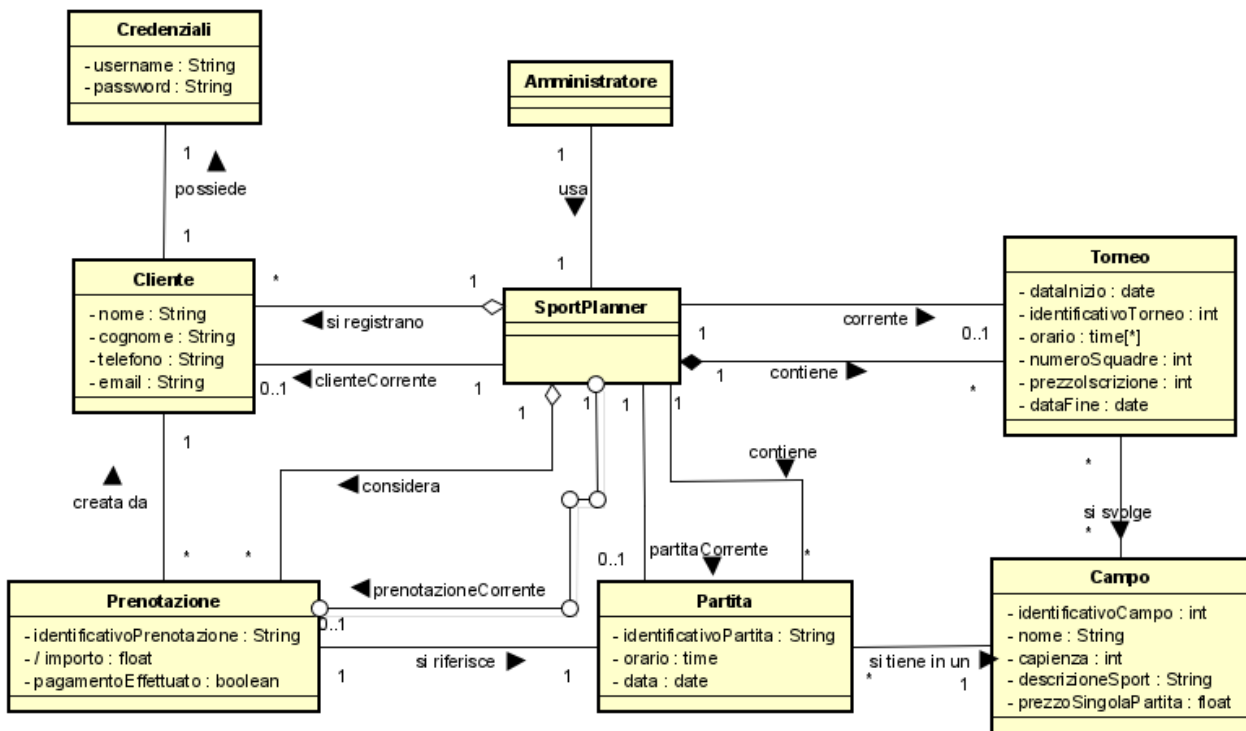 Credenziali
- username : String
- password : String
Amministratore
1
possiede
1
1
usa
1
Cliente
- nome : String
- cognome : String
- telefono : String
- email : String
*
1
si registrano
0..1
clienteCorrente
1
SportPlanner
1
corrente
0..1
1
contiene
*
Torneo
- dataInizio : date
- identificativoTorneo : int
- orario : time[*]
- numeroSquadre : int
- prezzoIscrizione : int
- dataFine : date
1
1
1
1
1
creata da
*
considera
*
contiene
*
partitaCorrente
0..1
prenotazioneCorrente
0..1
*
si svolge
*
Prenotazione
- identificativoPrenotazione : String
- / importo : float
- pagamentoEffettuato : boolean
1
si riferisce
1
Partita
- identificativoPartita : String
- orario : time
- data : date
si tiene in un
*
1
Campo
- identificativoCampo : int
- nome : String
- capienza : int
- descrizioneSport : String
- prezzoSingolaPartita : float